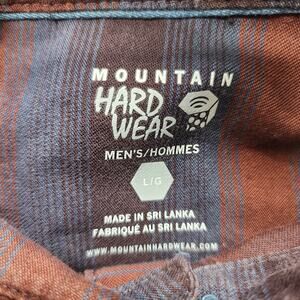 MOUNTAIN
HARD
WEAR
MEN'S/HOMMES
L/G
MADE IN SRI LANKA
FABRIQUÉ AU SRI LANKA
WWW.MOUNTAINHARDWEAR.COM